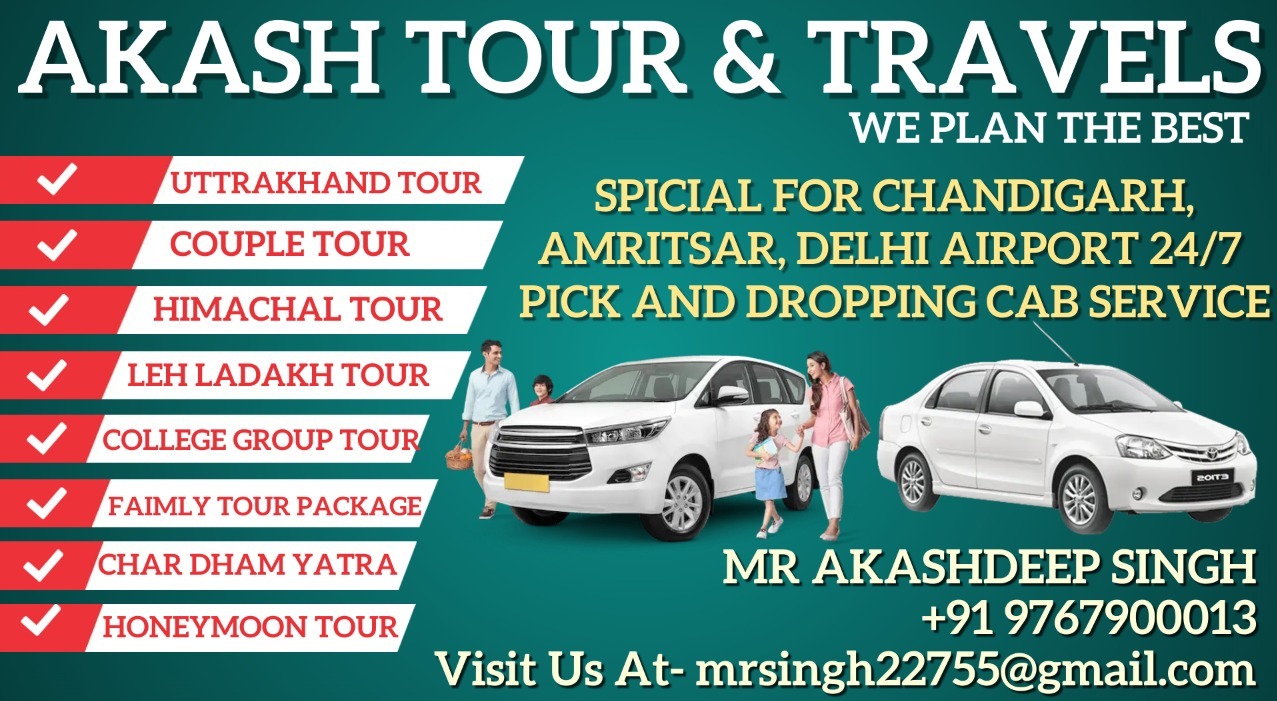 AKASH TOUR & TRAVELS
WE PLAN THE BEST
UTTRAKHAND TOUR
COUPLE TOUR
HIMACHAL TOUR
LEH LADAKH TOUR
COLLEGE GROUP TOUR
FAIMLY TOUR PACKAGE
CHAR DHAM YATRA
HONEYMOON TOUR
SPICIAL FOR CHANDIGARH,
AMRITSAR, DELHI AIRPORT 24/7
PICK AND DROPPING CAB SERVICE
ETIOS
MR AKASHDEEP SINGH
+91 9767900013
Visit Us At- mrsingh22755@gmail.com